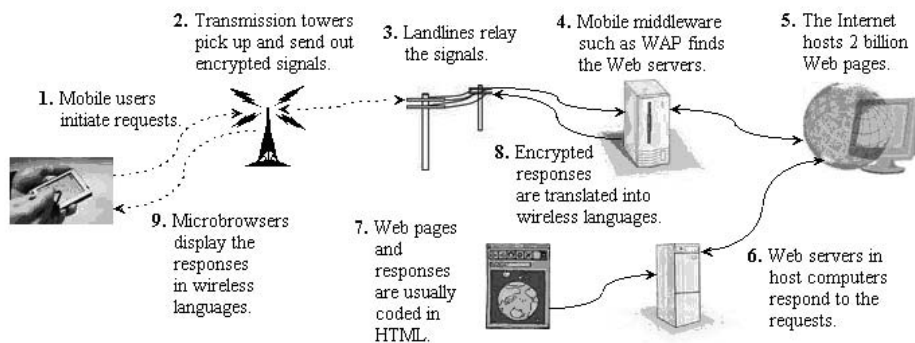 1. Mobile users
initiate requests.
2. Transmission towers
pick up and send out
encrypted signals.
3. Landlines relay
the signals.
4. Mobile middleware
such as WAP finds
the Web servers.
5. The Internet
hosts 2 billion
Web pages.
6. Web servers in
host computers
respond to the
requests.
7. Web pages
and
responses
are usually
coded in
HTML.
8. Encrypted
responses
are translated into
wireless languages.
9. Microbrowsers
display the
responses
in wireless
languages.